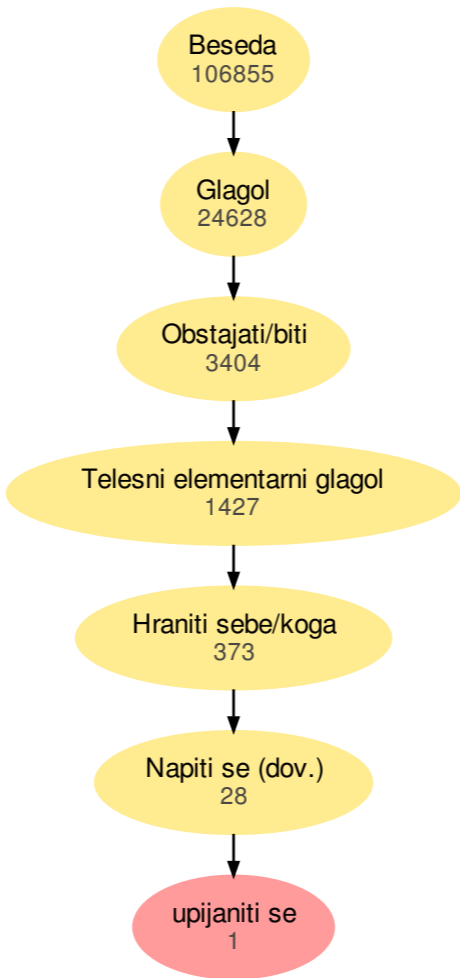 Beseda
106855
Glagol
24628
Obstajati/biti
3404
Telesni elementarni glagol
1427
Hraniti sebe/koga
373
Napiti se (dov.)
28
upijaniti se
1